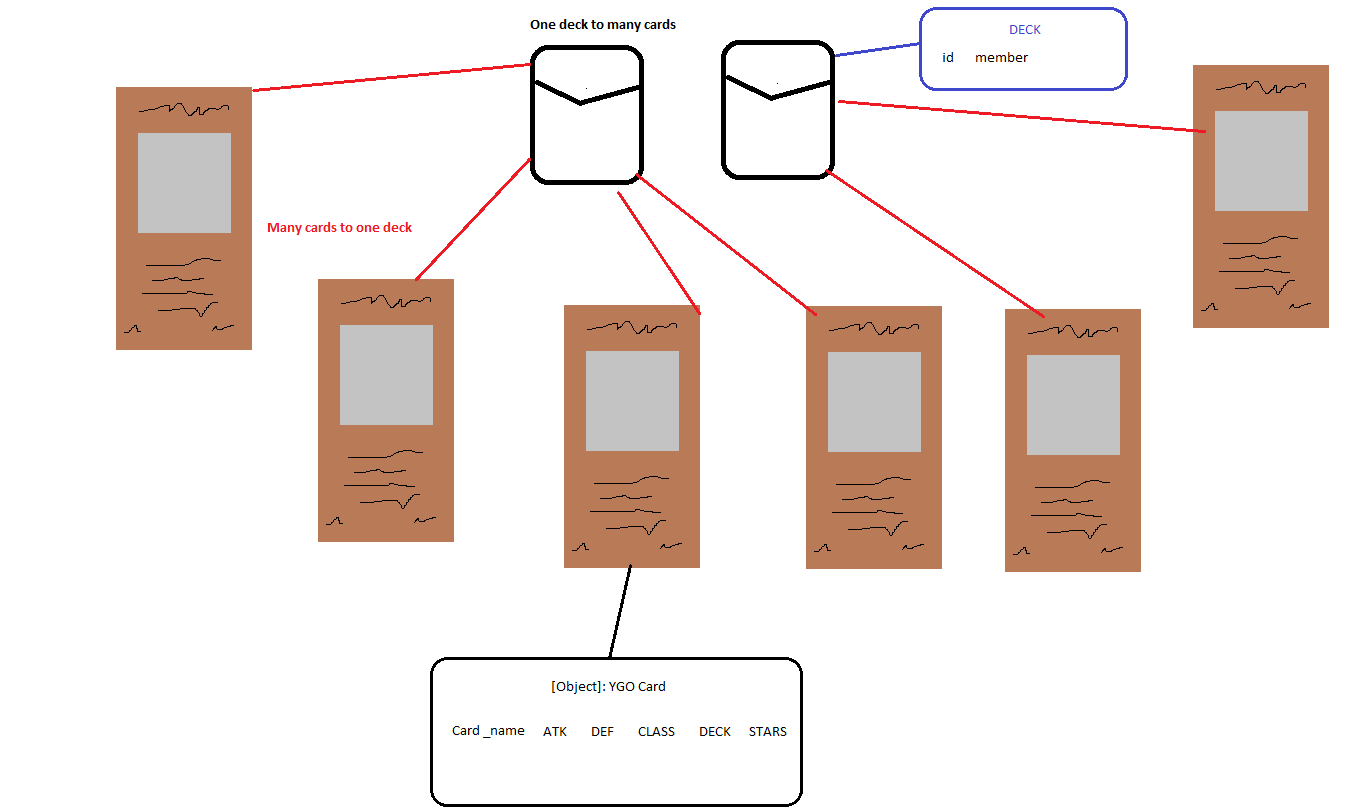 One deck to many cards
DECK
id member
Many cards to one deck
[Object]: YGO Card
Card _name ATK DEF CLASS DECK STARS